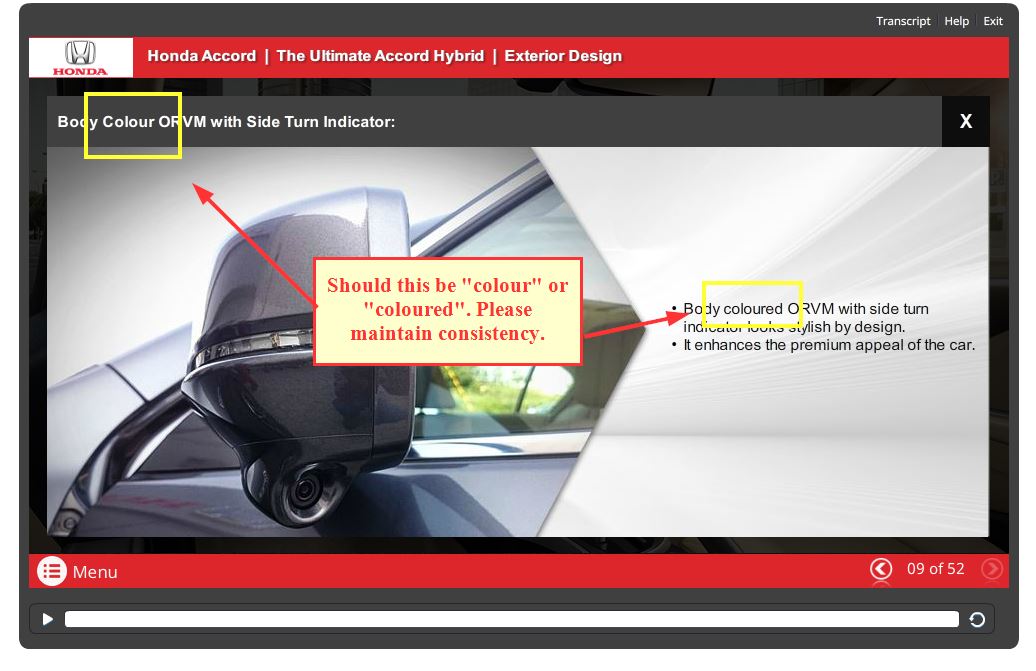 Transcript Help Exit
HONDA
Honda Accord | The Ultimate Accord Hybrid | Exterior Design
Body Colour ORVM with Side Turn Indicator:
X
Should this be "colour" or
"coloured". Please
maintain consistency.
• Body coloured ORVM with side turn
indicator looks stylish by design.
• It enhances the premium appeal of the car.
Menu
09 of 52